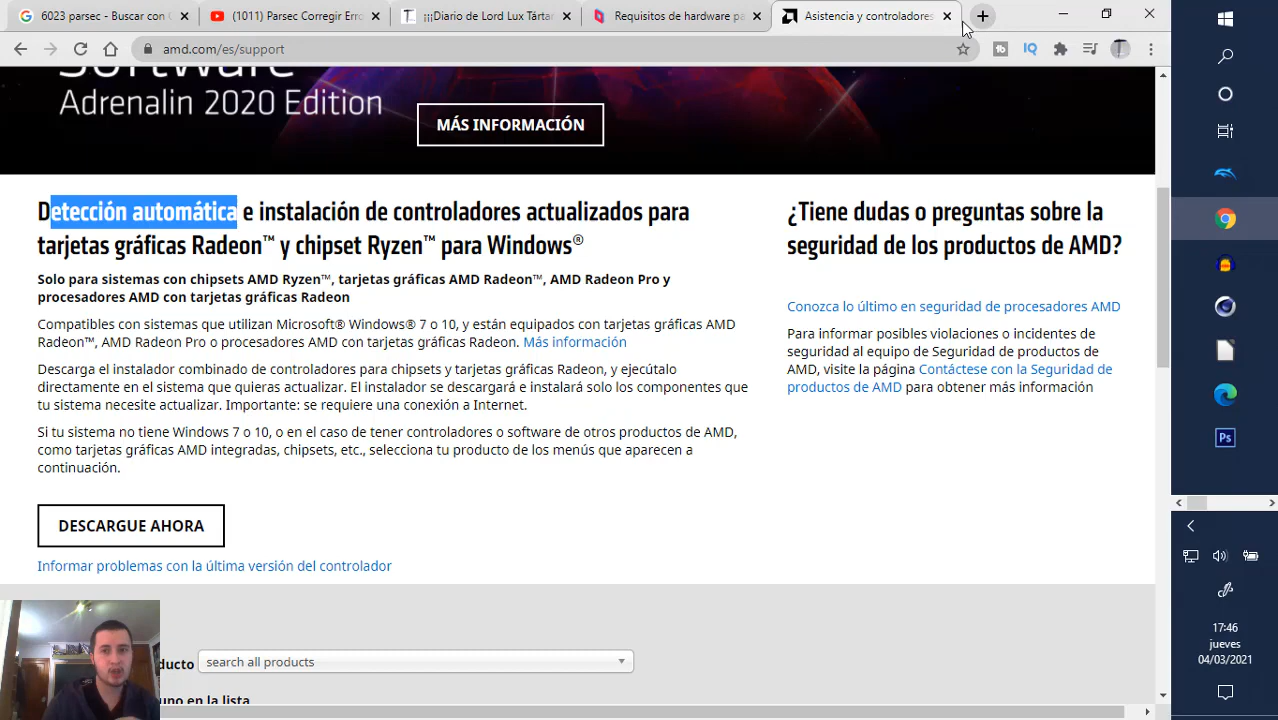 6023 parsec - Buscar con
(1011) Parsec Corregir Erro
¡¡¡Diario de Lord Lux Tárta
Requisitos de hardware pa
Asistencia y controladores
amd.com/es/support
Software
Adrenalin 2020 Edition
MÁS INFORMACIÓN
Detección automática e instalación de controladores actualizados para
tarjetas gráficas Radeon™ y chipset Ryzen™ para Windows®
Solo para sistemas con chipsets AMD Ryzen™, tarjetas gráficas AMD Radeon™, AMD Radeon Pro y
procesadores AMD con tarjetas gráficas Radeon
Compatibles con sistemas que utilizan Microsoft® Windows® 7 o 10, y están equipados con tarjetas gráficas AMD
Radeon™, AMD Radeon Pro o procesadores AMD con tarjetas gráficas Radeon. Más información
Descarga el instalador combinado de controladores para chipsets y tarjetas gráficas Radeon, y ejecútalo
directamente en el sistema que quieras actualizar. El instalador se descargará e instalará solo los componentes que
tu sistema necesite actualizar. Importante: se requiere una conexión a Internet.
Si tu sistema no tiene Windows 7 o 10, o en el caso de tener controladores o software de otros productos de AMD,
como tarjetas gráficas AMD integradas, chipsets, etc., selecciona tu producto de los menús que aparecen a
continuación.
DESCARGUE AHORA
Informar problemas con la última versión del controlador
¿Tiene dudas o preguntas sobre la
seguridad de los productos de AMD?
Conozca lo último en seguridad de procesadores AMD
Para informar posibles violaciones o incidentes de
seguridad al equipo de Seguridad de productos de
AMD, visite la página Contáctese con la Seguridad de
productos de AMD para obtener más información
ducto
search all products
uno en la lista
IQ
Ps
17:46
jueves
04/03/2021